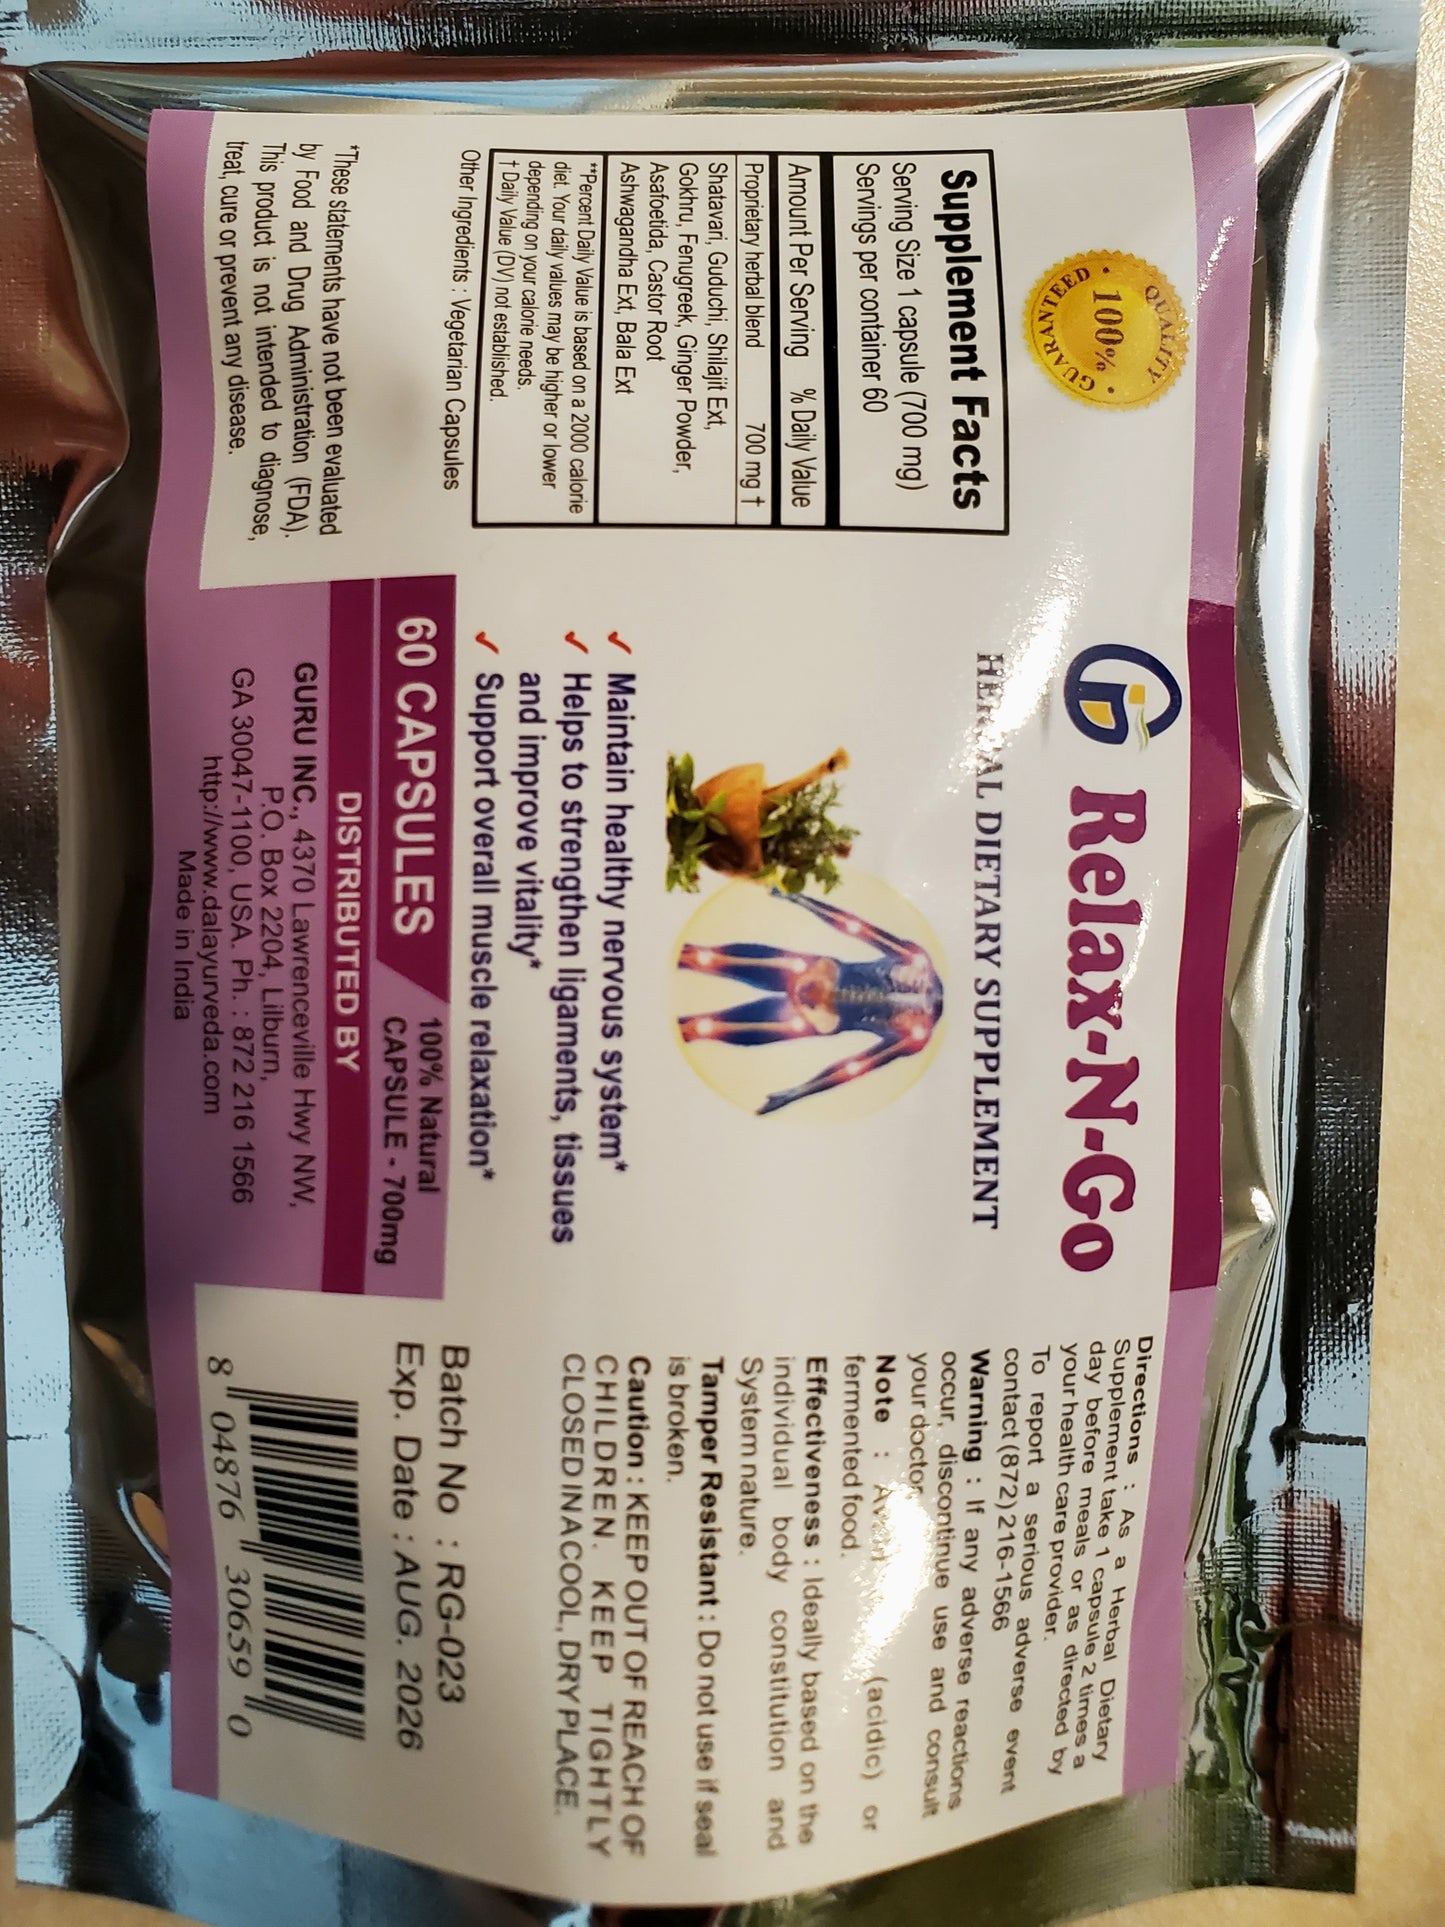 QUALITY
100%
GUARANTEED
Supplement Facts
Serving Size 1 capsule (700 mg)
Servings per container 60
Amount Per Serving % Daily Value
Proprietary herbal blend 700 mg †
Shatavari, Guduchi, Shilajit Ext,
Gokhru, Fenugreek, Ginger Powder,
Asafoetida, Castor Root
Ashwagandha Ext, Bala Ext
**Percent Daily Value is based on a 2000 calorie
diet. Your daily values may be higher or lower
depending on your calorie needs.
† Daily Value (DV) not established.
Other Ingredients : Vegetarian Capsules
*These statements have not been evaluated
by Food and Drug Administration (FDA).
This product is not intended to diagnose,
treat, cure or prevent any disease.
Relax-N-Go
HERBAL DIETARY SUPPLEMENT
✓ Maintain healthy nervous system*
✓ Helps to strengthen ligaments, tissues
and improve vitality*
✓ Support overall muscle relaxation*
60 CAPSULES
100% Natural
CAPSULE - 700mg
DISTRIBUTED BY
GURU INC., 4370 Lawrenceville Hwy NW,
P.O. Box 2204, Lilburn,
GA 30047-1100, USA. Ph. : 872 216 1566
http://www.dalayurveda.com
Made in India
Directions : As a Herbal Dietary
Supplement take 1 capsule 2 times a
day before meals or as directed by
your health care provider.
To report a serious adverse event
contact (872) 216-1566
Warning : If any adverse reactions
occur, discontinue use and consult
your doctor
Note : Avoid (acidic) or
fermented food.
Effectiveness : Ideally based on the
individual body constitution and
System nature.
Tamper Resistant : Do not use if seal
is broken.
Caution : KEEP OUT OF REACH OF
CHILDREN. KEEP TIGHTLY
CLOSED IN A COOL, DRY PLACE.
Batch No : RG-023
Exp. Date : AUG. 2026
8 04876 30659 0